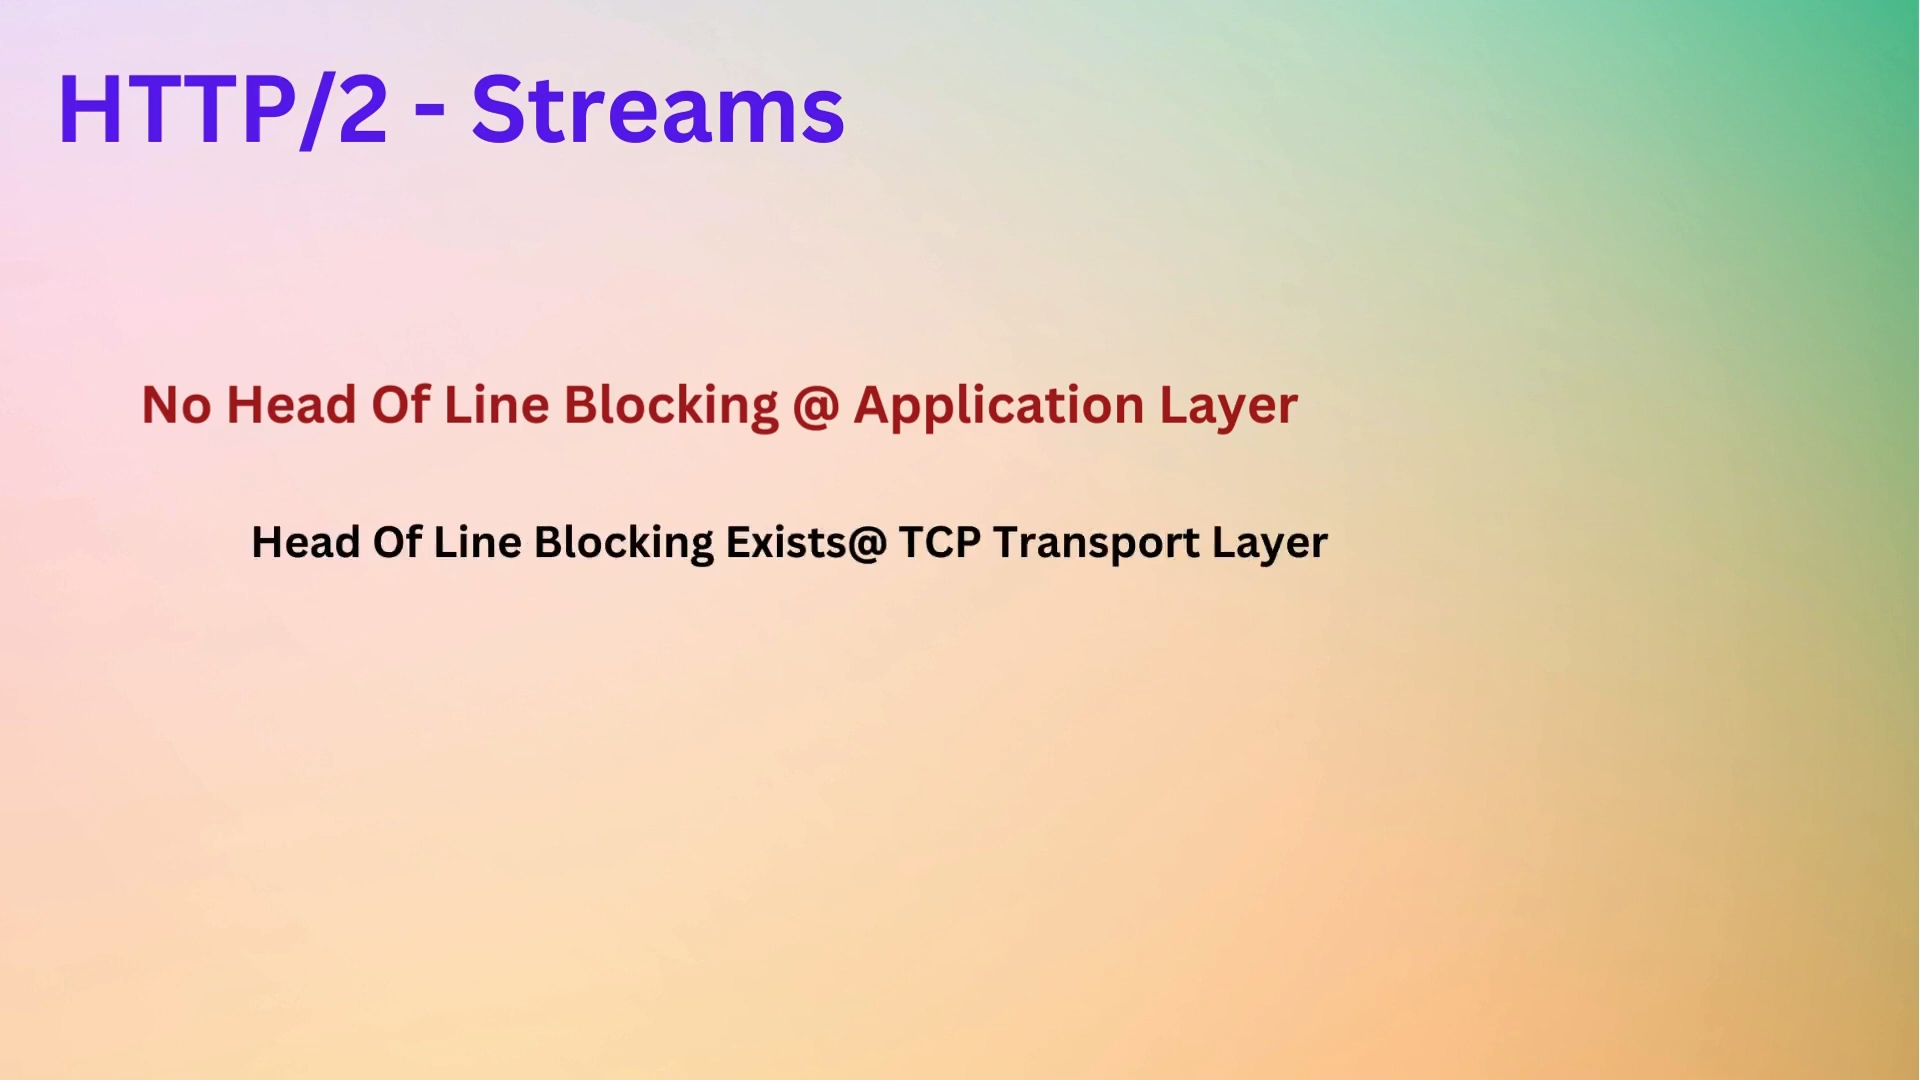 HTTP/2 - Streams
No Head Of Line Blocking @ Application Layer
Head Of Line Blocking Exists@ TCP Transport Layer